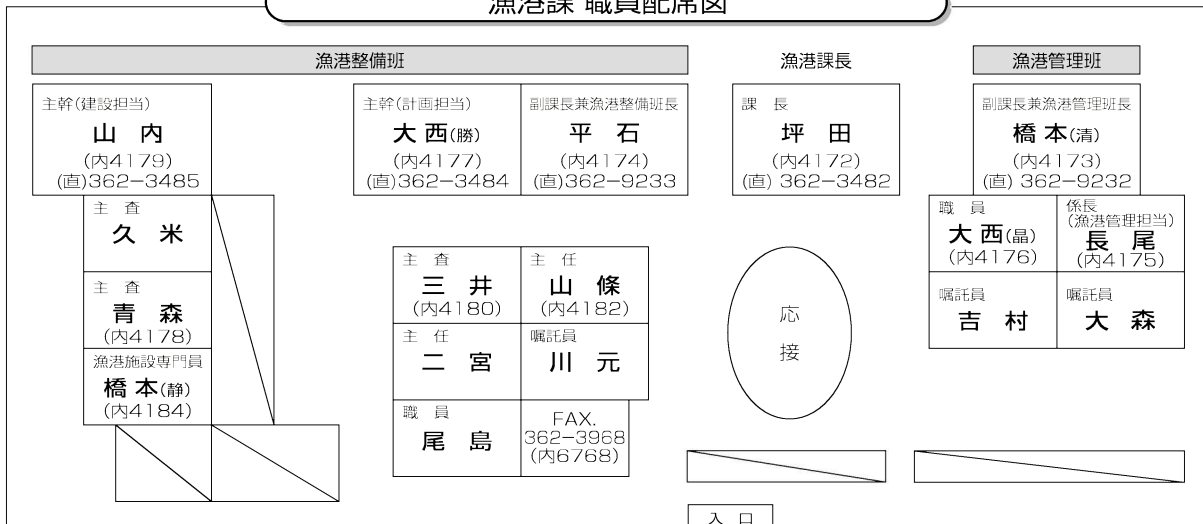 漁港課 職員配席図
漁港整備班
漁港課長
漁港管理班
主幹(建設担当)
山 内
(内4179)
(直)362−3485
主幹(計画担当)
大 西(勝)
(内4177)
(直)362−3484
副課長兼漁港整備班長
平 石
(内4174)
(直)362−9233
課 長
坪 田
(内4172)
(直) 362−3482
副課長兼漁港管理班長
橋 本(清)
(内4173)
(直) 362−9232
主 査
久 米
主 査
青 森
(内4178)
漁港施設専門員
橋 本(静)
(内4184)
主 査
三 井
(内4180)
主 任
山 條
(内4182)
主 任
二 宮
嘱託員
川 元
職 員
尾 島
FAX.
362−3968
(内6768)
応
接
職 員
大 西(晶)
(内4176)
係長
(漁港管理担当)
長 尾
(内4175)
嘱託員
吉 村
嘱託員
大 森
入 口